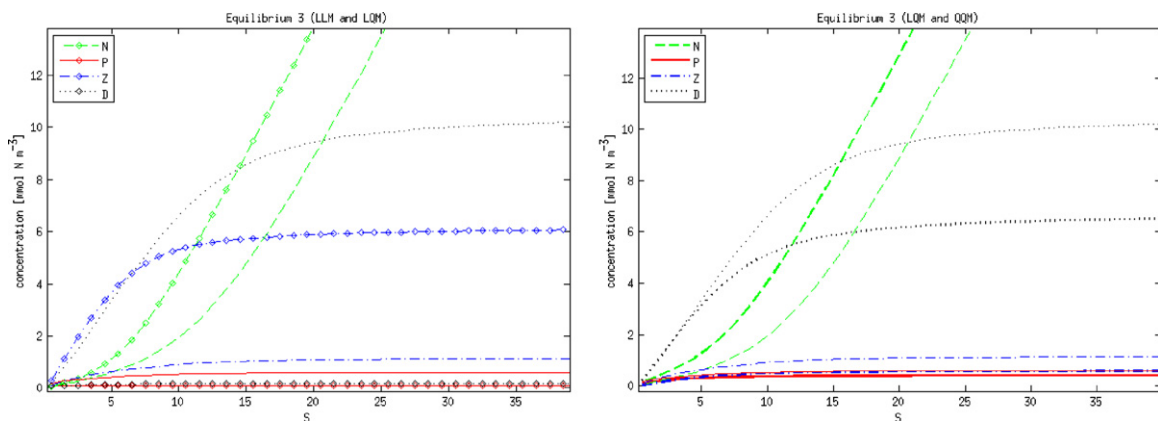 Equilibrium 3 (LLM and LQM)
N
P
Z
D
concentration [mmol N m-3]
12
10
8
6
4
2
0
5
10
15
20
25
30
35
S
Equilibrium 3 (LQM and QQM)
N
P
Z
D
concentration [mmol N m-3]
12
10
8
6
4
2
0
5
10
15
20
25
30
35
S